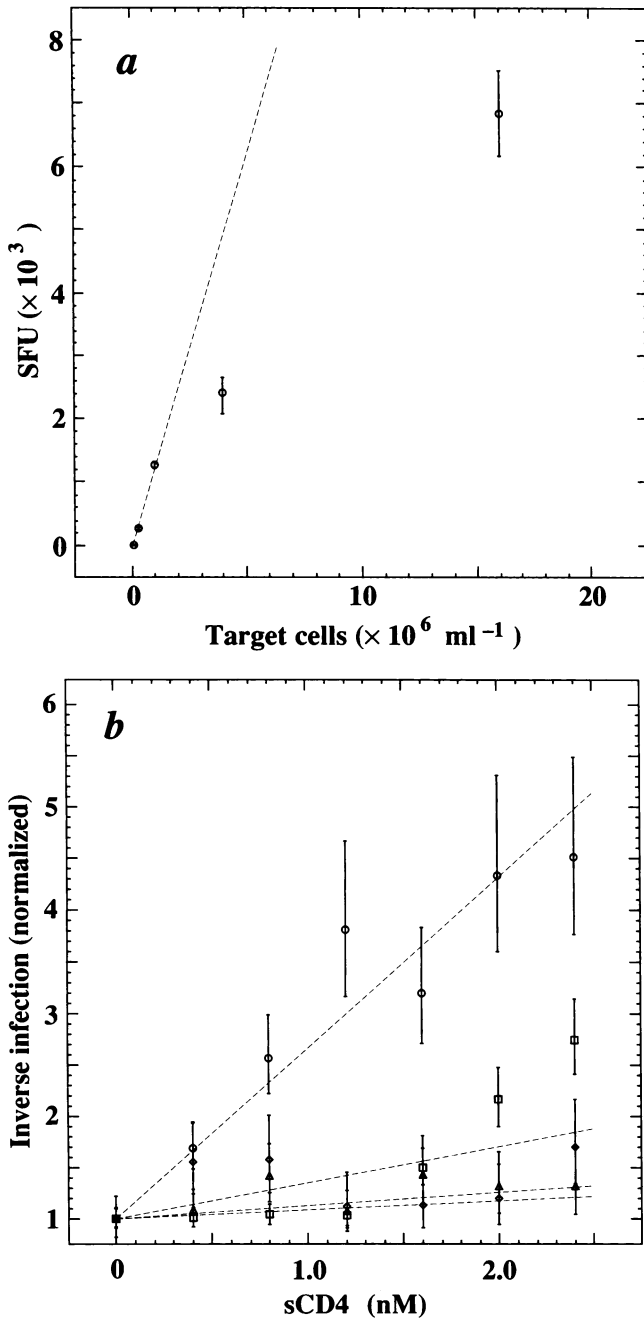 a
8
6
4
2
0
SFU (× 10³)
0 10 20
Target cells (× 10⁶ ml⁻¹)
b
6
5
4
3
2
1
Inverse infection (normalized)
0 1.0 2.0
sCD4 (nM)